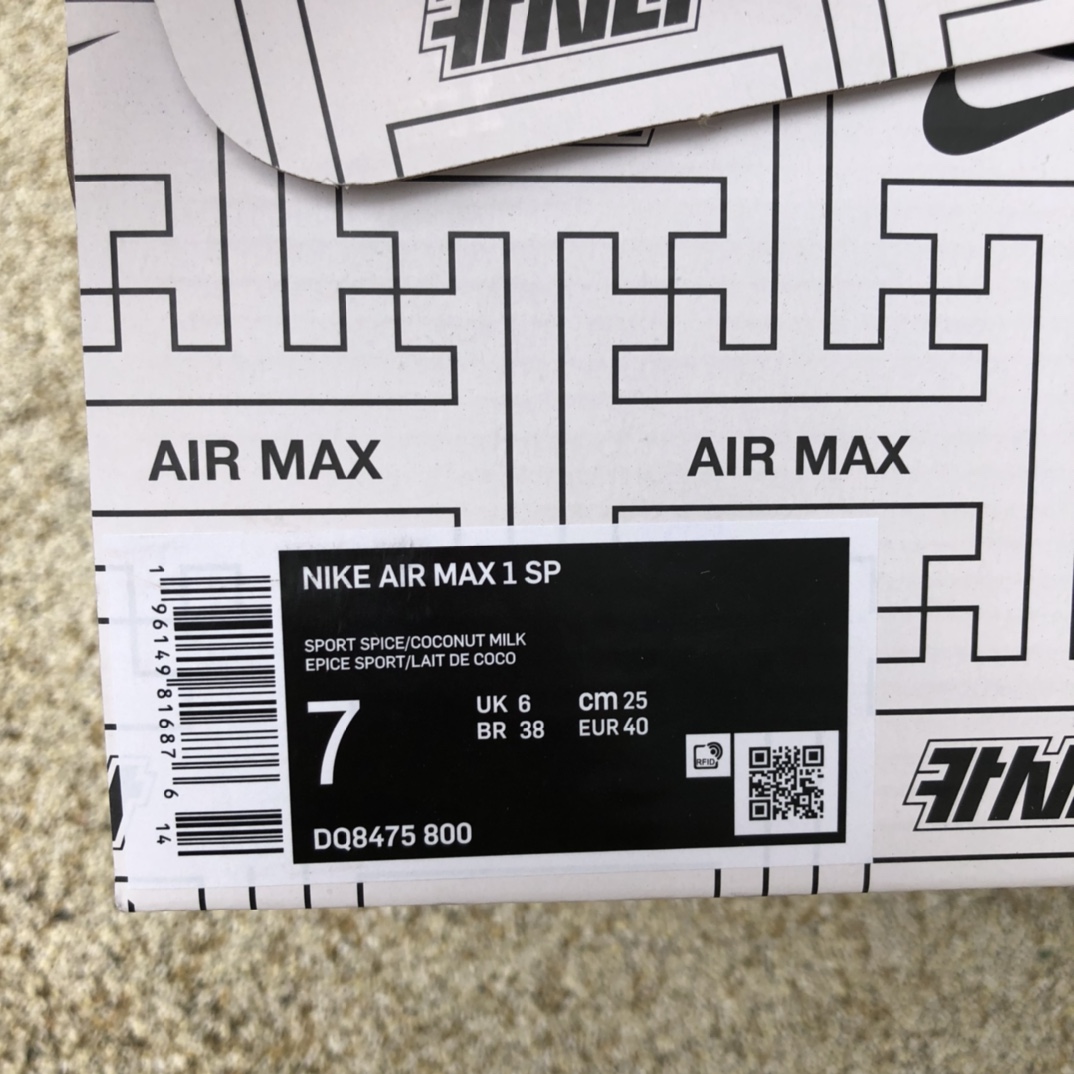 AIR MAX
AIR MAX
NIKE AIR MAX 1 SP
SPORT SPICE/COCONUT MILK
EPICE SPORT/LAIT DE COCO
7
UK 6
cm 25
BR 38
EUR 40
RFID
DQ8475 800
1 96149 81687 6 14